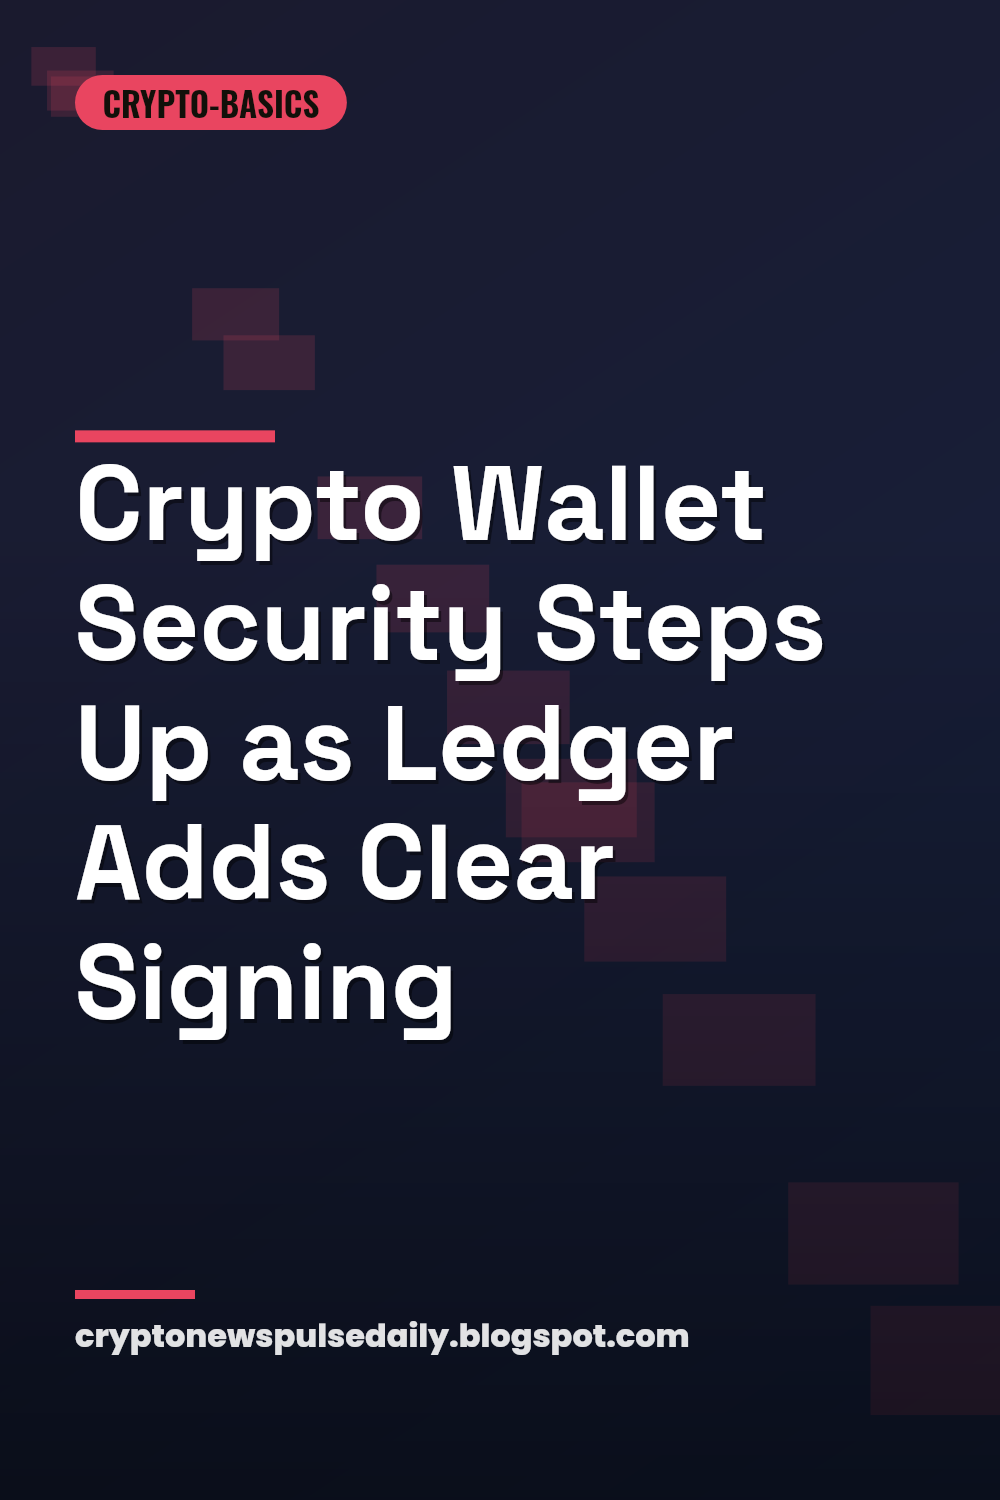 CRYPTO-BASICS
Crypto Wallet
Security Steps
Up as Ledger
Adds Clear
Signing
cryptonewspulsedaily.blogspot.com